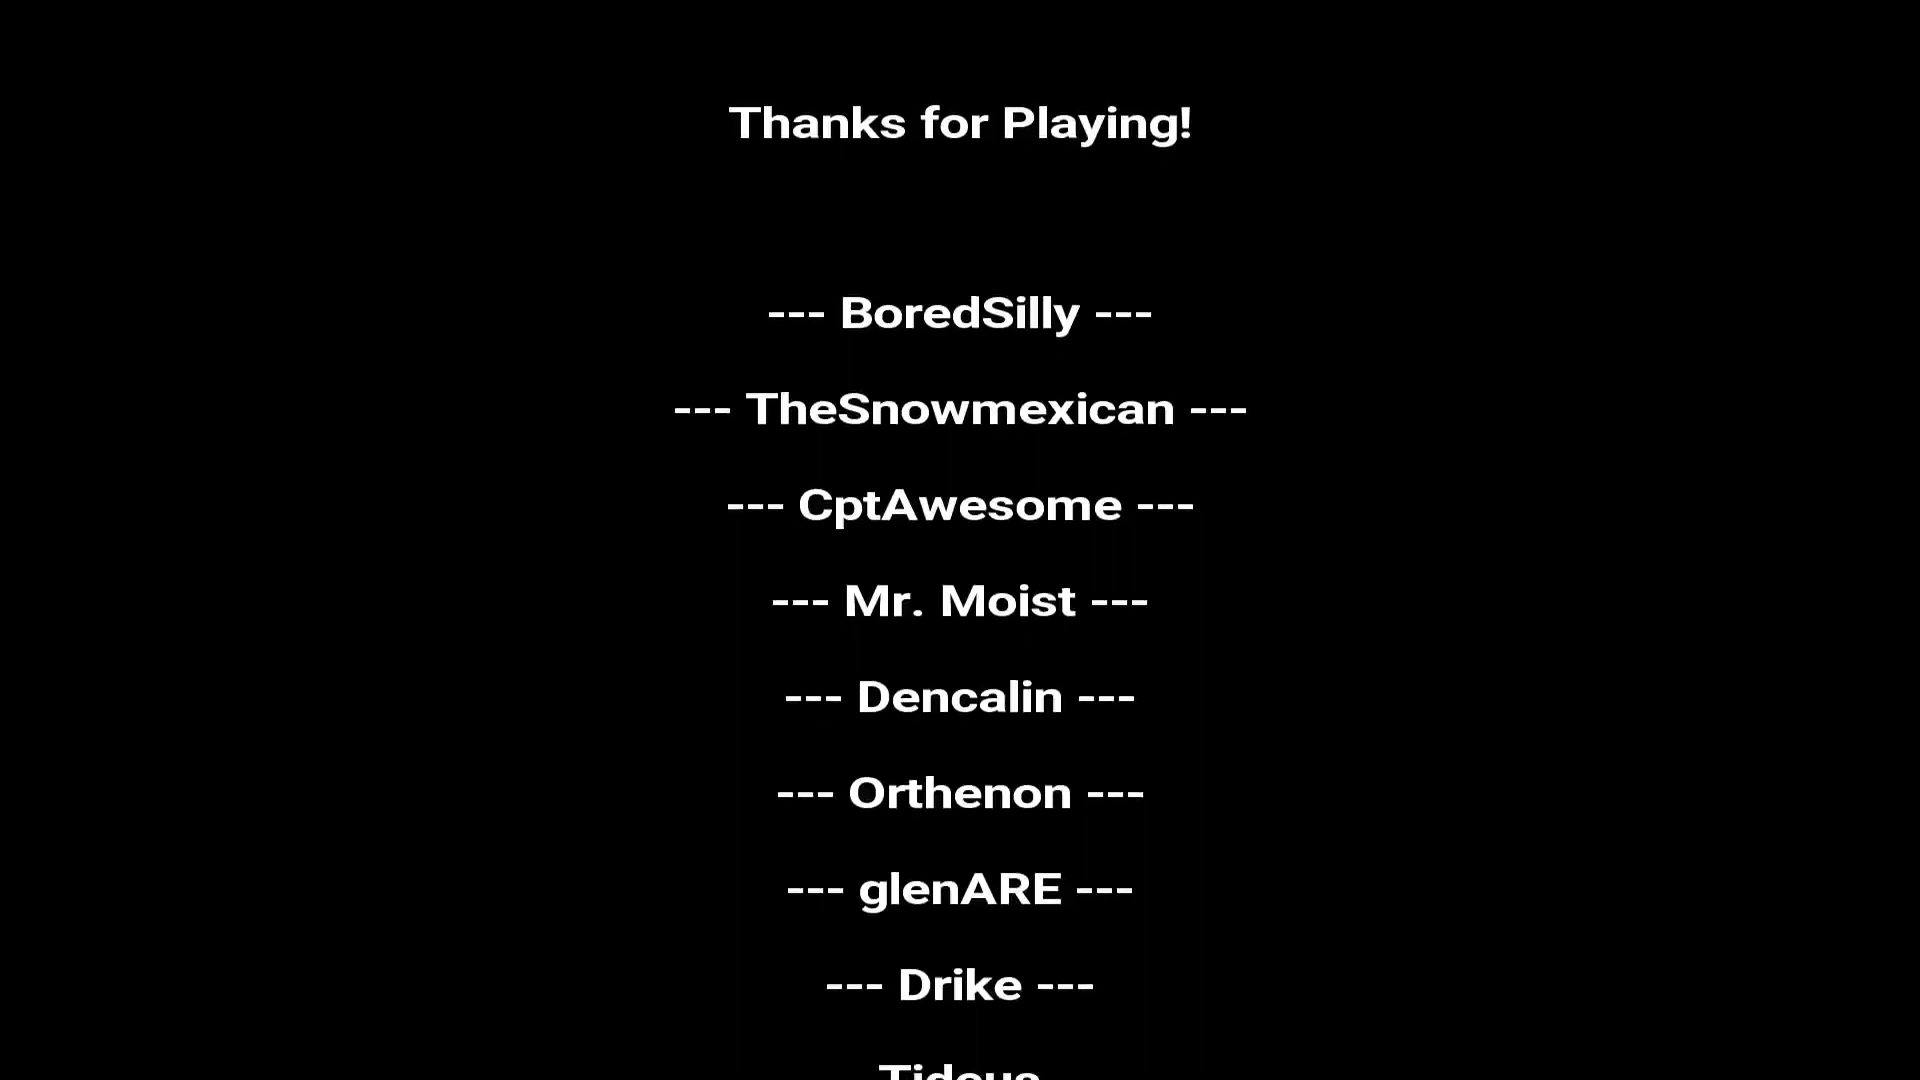 Thanks for Playing!
--- BoredSilly ---
--- TheSnowmexican ---
--- CptAwesome ---
--- Mr. Moist ---
--- Dencalin ---
--- Orthenon ---
--- glenARE ---
--- Drike ---